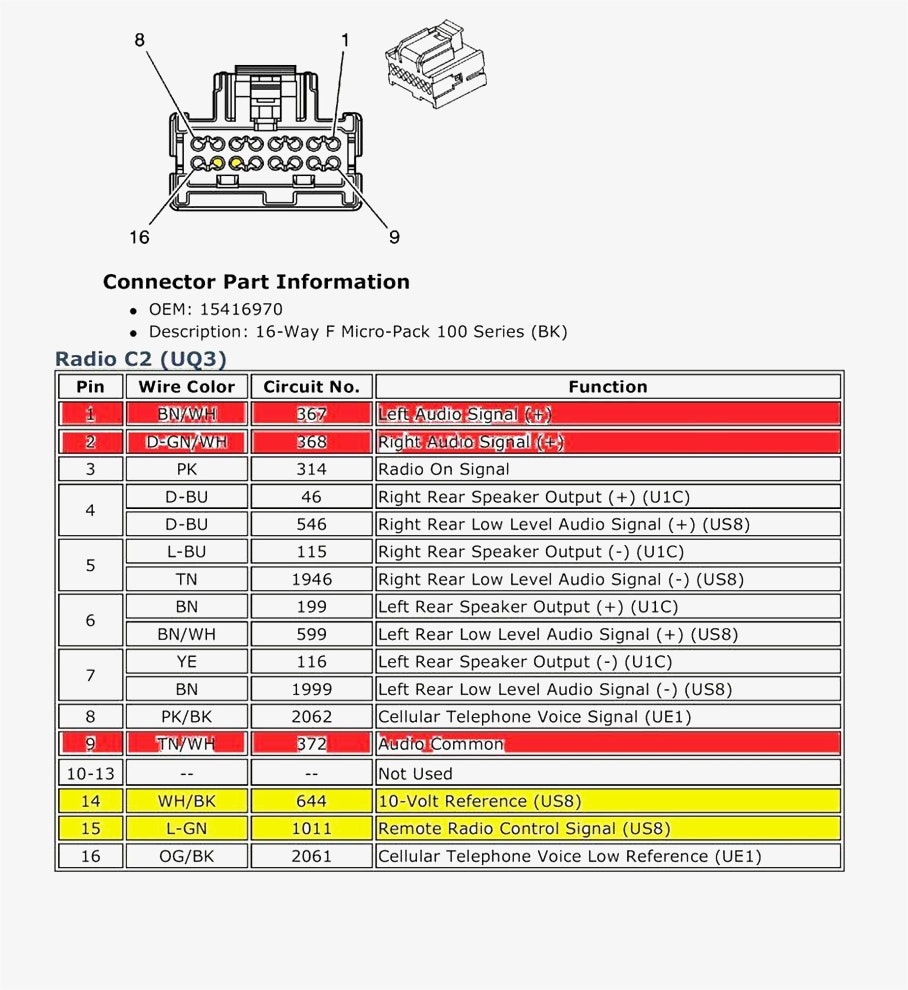 8 1
16 9
Connector Part Information
• OEM: 15416970
• Description: 16-Way F Micro-Pack 100 Series (BK)
Radio C2 (UQ3)
Pin Wire Color Circuit No. Function
1 BN/WH 367 Left Audio Signal (+)
2 D-GN/WH 368 Right Audio Signal (+)
3 PK 314 Radio On Signal
4 D-BU 46 Right Rear Speaker Output (+) (U1C)
D-BU 546 Right Rear Low Level Audio Signal (+) (US8)
5 L-BU 115 Right Rear Speaker Output (-) (U1C)
TN 1946 Right Rear Low Level Audio Signal (-) (US8)
6 BN 199 Left Rear Speaker Output (+) (U1C)
BN/WH 599 Left Rear Low Level Audio Signal (+) (US8)
7 YE 116 Left Rear Speaker Output (-) (U1C)
BN 1999 Left Rear Low Level Audio Signal (-) (US8)
8 PK/BK 2062 Cellular Telephone Voice Signal (UE1)
9 TN/WH 372 Audio Common
10-13 -- -- Not Used
14 WH/BK 644 10-Volt Reference (US8)
15 L-GN 1011 Remote Radio Control Signal (US8)
16 OG/BK 2061 Cellular Telephone Voice Low Reference (UE1)